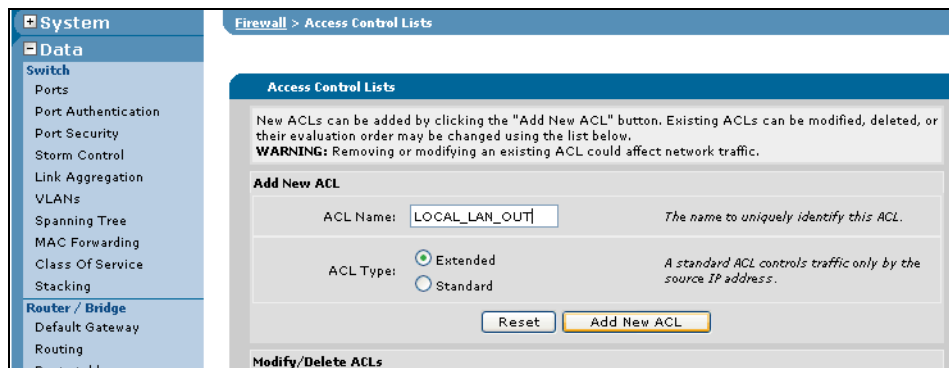 System
Data
Switch
Ports
Port Authentication
Port Security
Storm Control
Link Aggregation
VLANs
Spanning Tree
MAC Forwarding
Class Of Service
Stacking
Router / Bridge
Default Gateway
Routing
Firewall > Access Control Lists
Access Control Lists
New ACLs can be added by clicking the "Add New ACL" button. Existing ACLs can be modified, deleted, or
their evaluation order may be changed using the list below.
WARNING: Removing or modifying an existing ACL could affect network traffic.
Add New ACL
ACL Name: LOCAL_LAN_OUT The name to uniquely identify this ACL.
ACL Type: Extended
Standard
A standard ACL controls traffic only by the
source IP address.
Reset Add New ACL
Modify/Delete ACLs